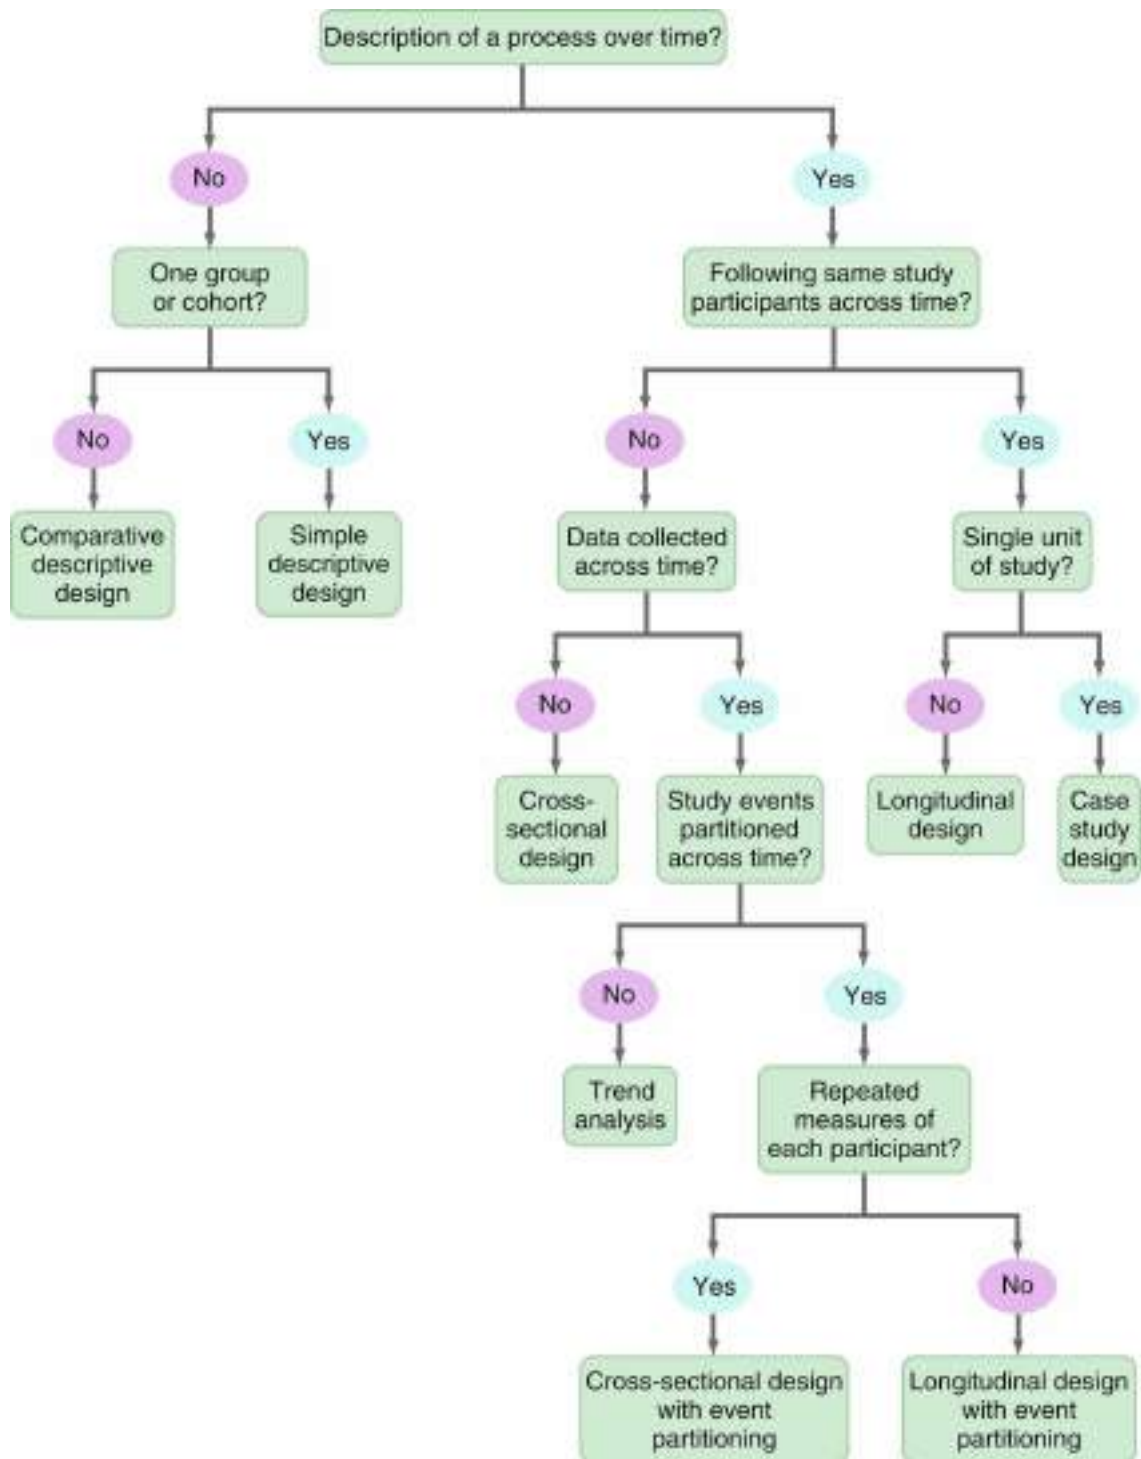 Description of a process over time?
No
Yes
One group
or cohort?
Following same study
participants across time?
No
Yes
No
Yes
Comparative
descriptive
design
Simple
descriptive
design
Data collected
across time?
Single unit
of study?
No
Yes
No
Yes
Cross-
sectional
design
Study events
partitioned
across time?
Longitudinal
design
Case
study
design
No
Yes
Trend
analysis
Repeated
measures of
each participant?
Yes
No
Cross-sectional design
with event
partitioning
Longitudinal design
with event
partitioning